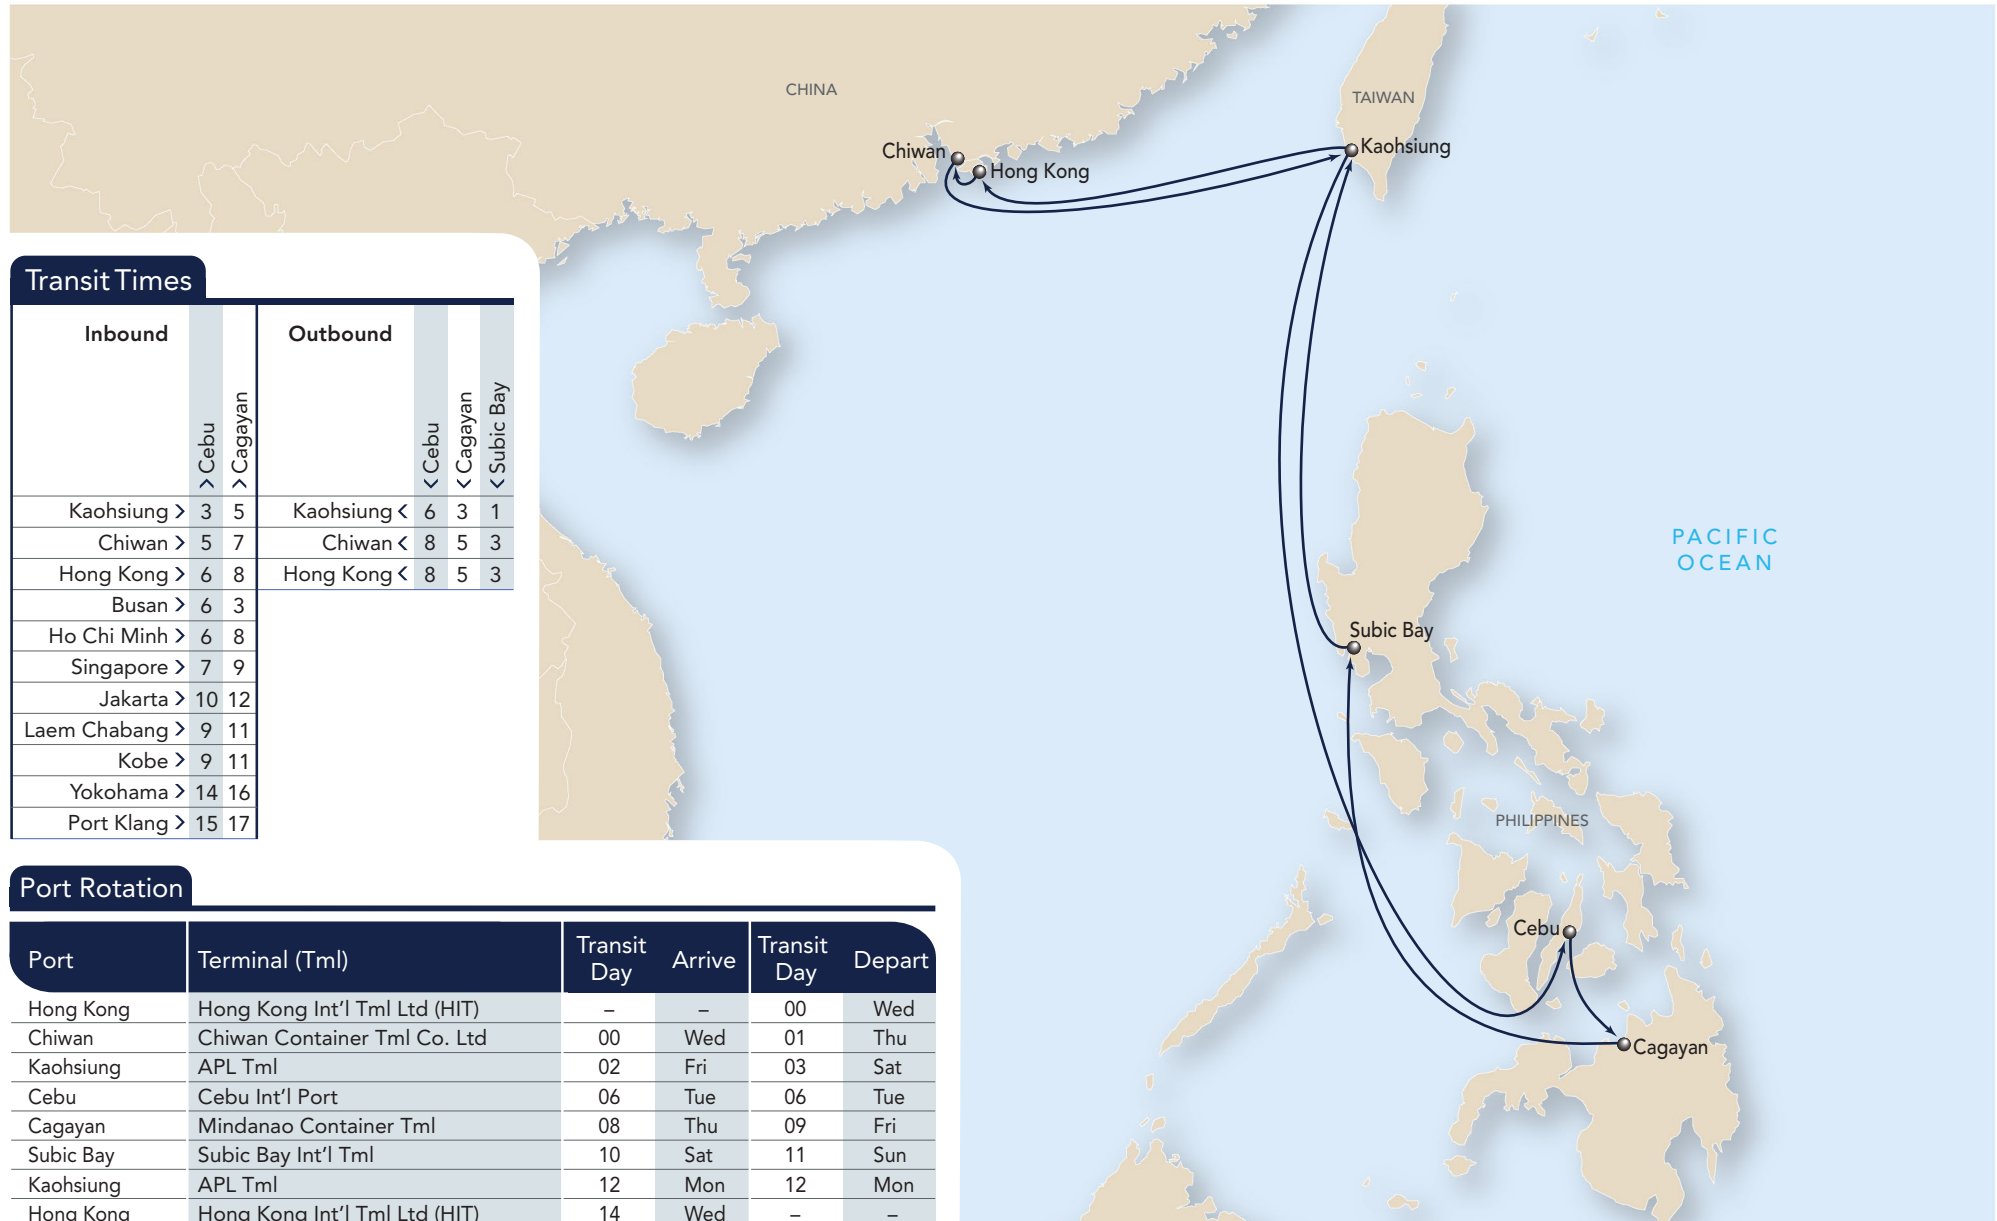 CHINA
TAIWAN
Chiwan
Hong Kong
Kaohsiung
Transit Times
Inbound > Cebu > Cagayan Outbound < Cebu < Cagayan < Subic Bay
Kaohsiung > 3 5 Kaohsiung < 6 3 1
Chiwan > 5 7 Chiwan < 8 5 3
Hong Kong > 6 8 Hong Kong < 8 5 3
Busan > 6 3
Ho Chi Minh > 6 8
Singapore > 7 9
Jakarta > 10 12
Laem Chabang > 9 11
Kobe > 9 11
Yokohama > 14 16
Port Klang > 15 17
PACIFIC
OCEAN
Subic Bay
PHILIPPINES
Cebu
Cagayan
Port Rotation
Port Terminal (Tml) Transit Day Arrive Transit Day Depart
Hong Kong Hong Kong Int'l Tml Ltd (HIT) – – 00 Wed
Chiwan Chiwan Container Tml Co. Ltd 00 Wed 01 Thu
Kaohsiung APL Tml 02 Fri 03 Sat
Cebu Cebu Int'l Port 06 Tue 06 Tue
Cagayan Mindanao Container Tml 08 Thu 09 Fri
Subic Bay Subic Bay Int'l Tml 10 Sat 11 Sun
Kaohsiung APL Tml 12 Mon 12 Mon
Hong Kong Hong Kong Int'l Tml Ltd (HIT) 14 Wed – –